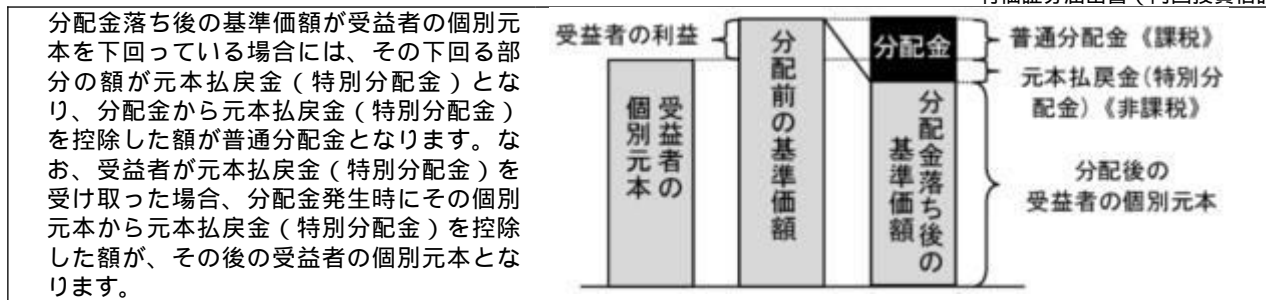 分配金落ち後の基準価額が受益者の個別元
本を下回っている場合には、その下回る部
分の額が元本払戻金（特別分配金）とな
り、分配金から元本払戻金（特別分配金）
を控除した額が普通分配金となります。な
お、受益者が元本払戻金（特別分配金）を
受け取った場合、分配金発生時にその個別
元本から元本払戻金（特別分配金）を控除
した額が、その後の受益者の個別元本とな
ります。
受益者の利益
受益者の
個別元本
分配前の基準価額
分配金
分配金落ち後の
基準価額
普通分配金《課税》
元本払戻金(特別分
配金)《非課税》
分配後の
受益者の個別元本